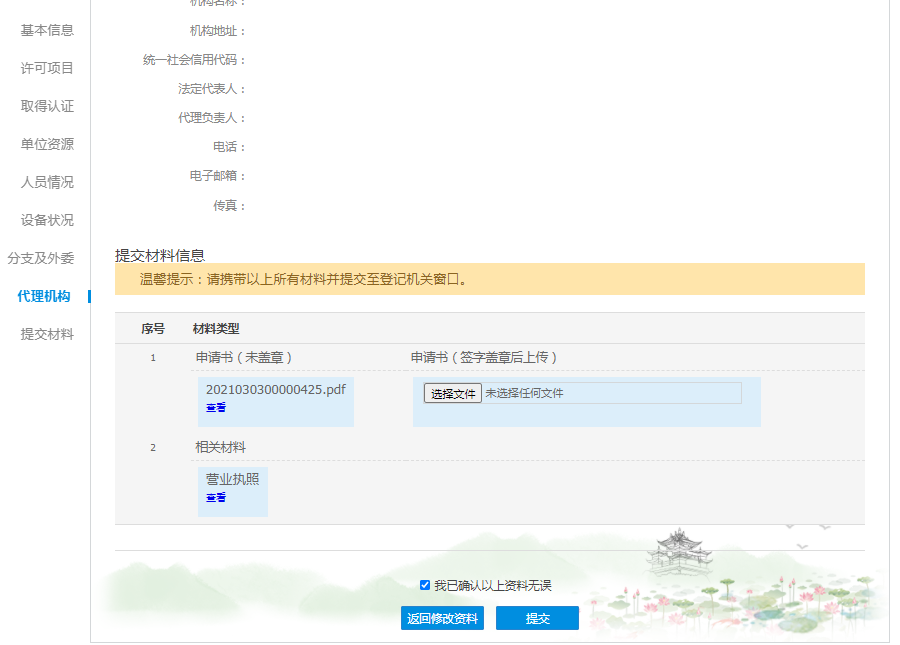 机构名称：
基本信息
机构地址：
统一社会信用代码：
许可项目
法定代表人：
取得认证
代理负责人：
单位资源
电话：
电子邮箱：
人员情况
传真：
设备状况
分支及外委
代理机构
提交材料
提交材料信息
温馨提示：请携带以上所有材料并提交至登记机关窗口。
序号 材料类型
1 申请书（未盖章） 申请书（签字盖章后上传）
2021030300000425.pdf
查看
选择文件 未选择任何文件
2 相关材料
营业执照
查看
我已确认以上资料无误
返回修改资料 提交